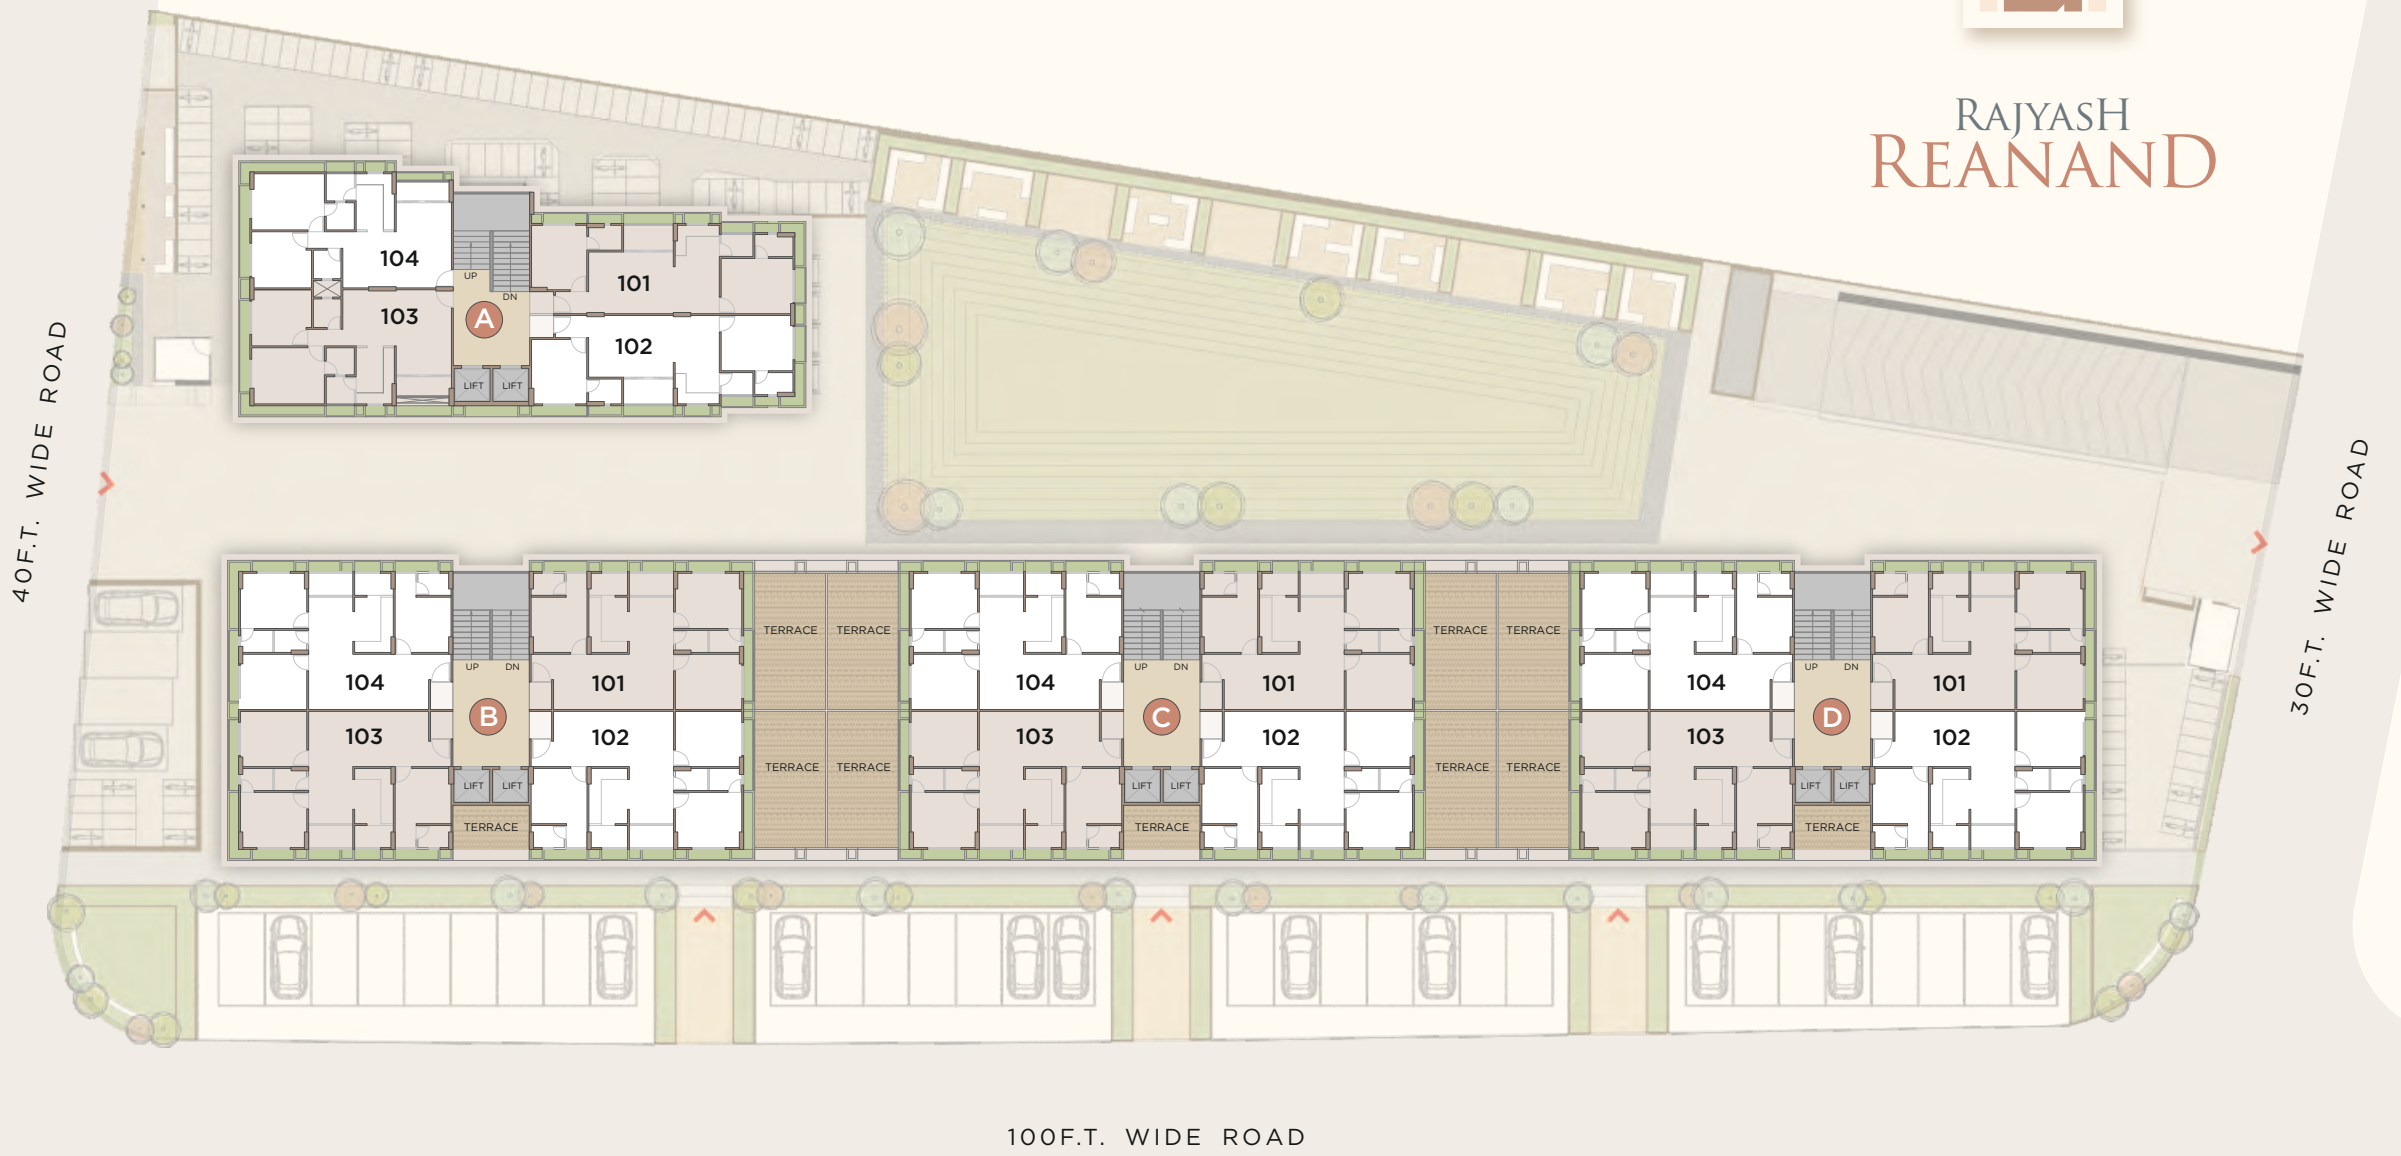 RAJYASH
REANAND
104
UP
101
DN
103
A
102
LIFT LIFT
40F.T. WIDE ROAD
30F.T. WIDE ROAD
TERRACE TERRACE
TERRACE TERRACE
UP DN
UP DN
UP DN
104
101
104
101
104
101
B
C
D
103
102
103
102
103
102
TERRACE TERRACE
TERRACE TERRACE
LIFT LIFT
LIFT LIFT
LIFT LIFT
TERRACE
TERRACE
TERRACE
100F.T. WIDE ROAD